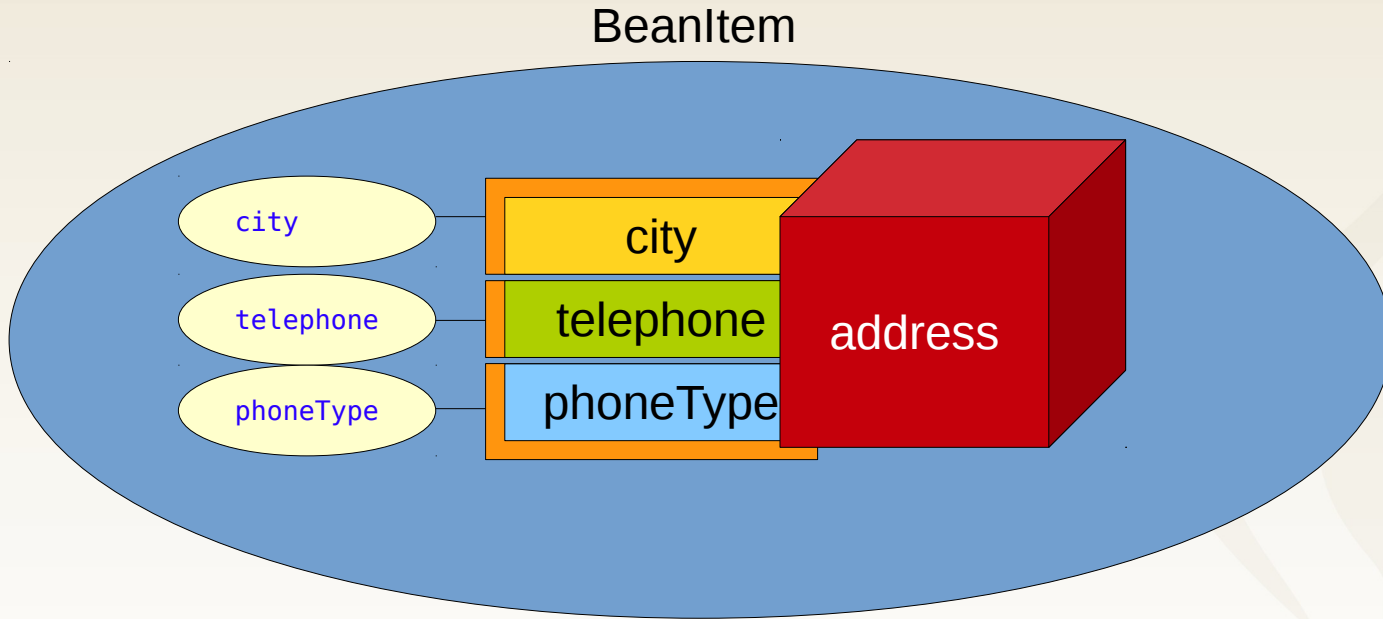 BeanItem
city
city
telephone
telephone
address
phoneType
phoneType